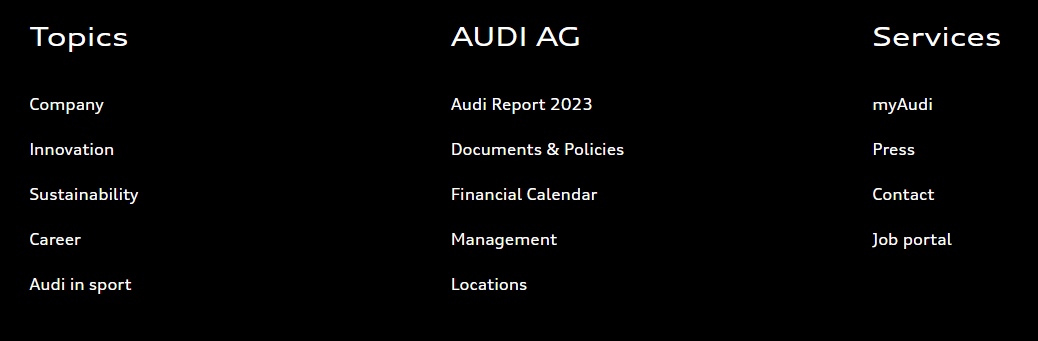 Topics
Company
Innovation
Sustainability
Career
Audi in sport
AUDI AG
Audi Report 2023
Documents & Policies
Financial Calendar
Management
Locations
Services
myAudi
Press
Contact
Job portal